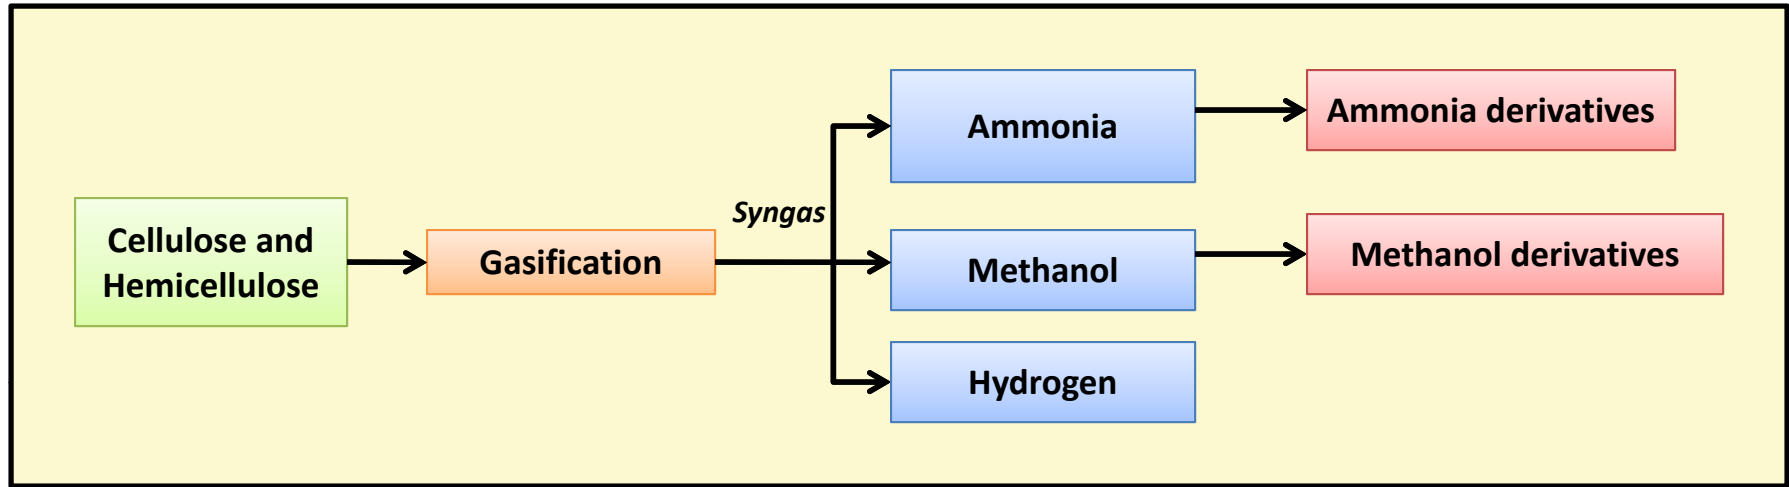 Cellulose and
Hemicellulose
Gasification
Syngas
Ammonia
Methanol
Hydrogen
Ammonia derivatives
Methanol derivatives